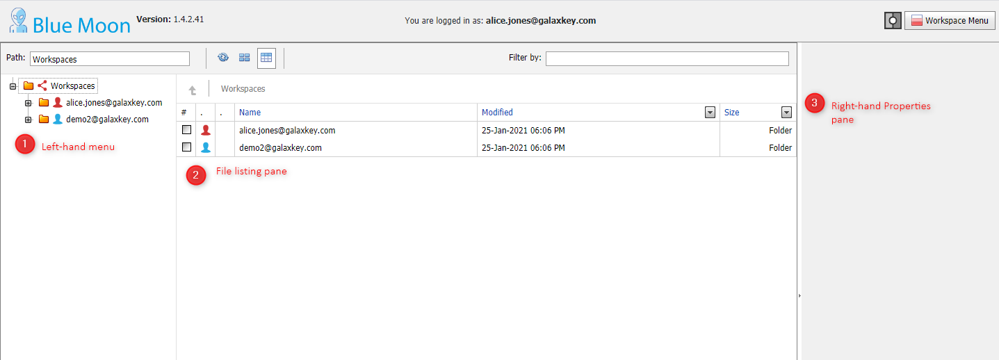 Blue Moon Version: 1.4.2.41 You are logged in as: alice.jones@galaxkey.com Workspace Menu
Path: Workspaces Filter by:
Workspaces
alice.jones@galaxkey.com
demo2@galaxkey.com
1 Left-hand menu
Workspaces
# . . Name Modified Size
alice.jones@galaxkey.com 25-Jan-2021 06:06 PM Folder
demo2@galaxkey.com 25-Jan-2021 06:06 PM Folder
2 File listing pane
3 Right-hand Properties
pane